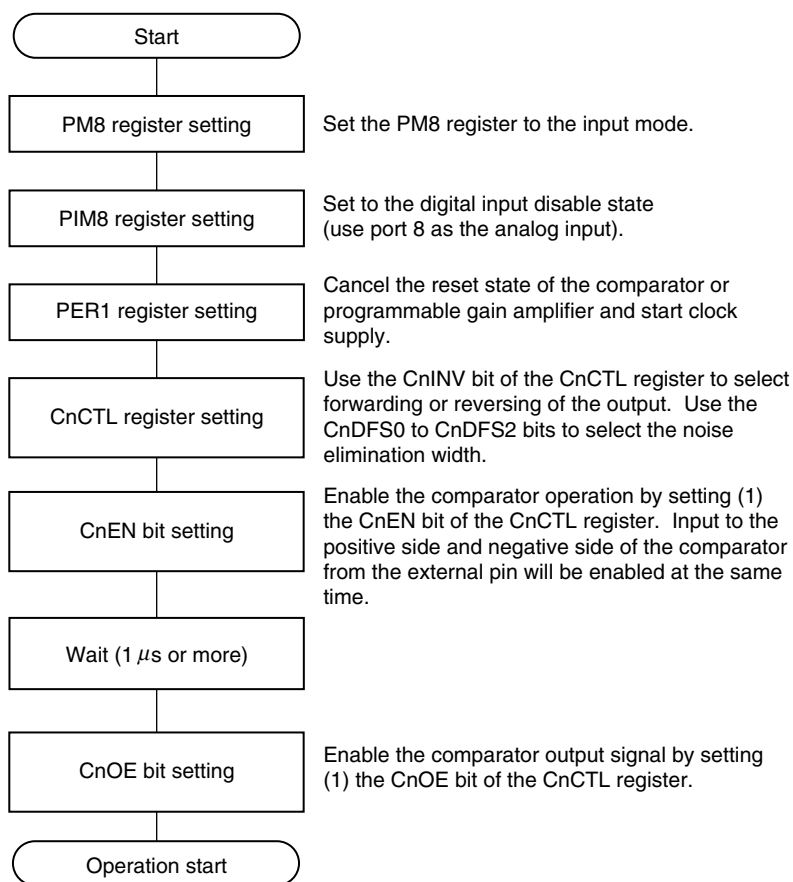 Start
PM8 register setting
Set the PM8 register to the input mode.
PIM8 register setting
Set to the digital input disable state
(use port 8 as the analog input).
PER1 register setting
Cancel the reset state of the comparator or
programmable gain amplifier and start clock
supply.
CnCTL register setting
Use the CnINV bit of the CnCTL register to select
forwarding or reversing of the output.  Use the
CnDFS0 to CnDFS2 bits to select the noise
elimination width.
CnEN bit setting
Enable the comparator operation by setting (1)
the CnEN bit of the CnCTL register.  Input to the
positive side and negative side of the comparator
from the external pin will be enabled at the same
time.
Wait (1 μs or more)
CnOE bit setting
Enable the comparator output signal by setting
(1) the CnOE bit of the CnCTL register.
Operation start